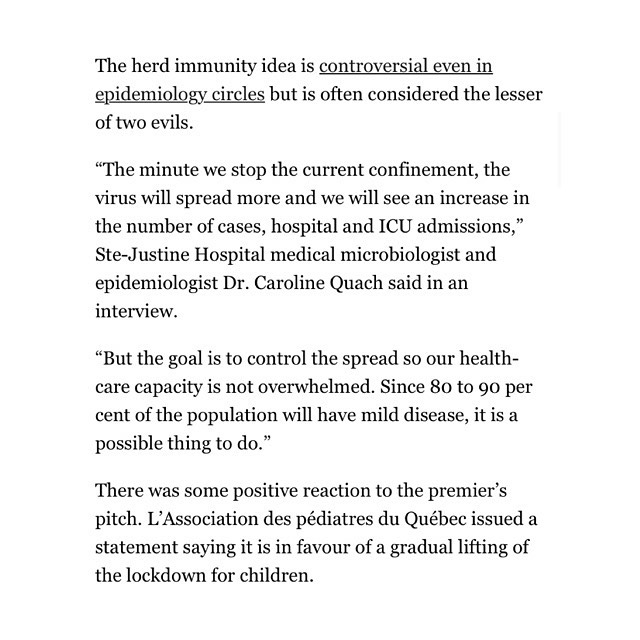 The herd immunity idea is controversial even in
epidemiology circles but is often considered the lesser
of two evils.
“The minute we stop the current confinement, the
virus will spread more and we will see an increase in
the number of cases, hospital and ICU admissions,”
Ste-Justine Hospital medical microbiologist and
epidemiologist Dr. Caroline Quach said in an
interview.
“But the goal is to control the spread so our health-
care capacity is not overwhelmed. Since 80 to 90 per
cent of the population will have mild disease, it is a
possible thing to do.”
There was some positive reaction to the premier’s
pitch. L’Association des pédiatres du Québec issued a
statement saying it is in favour of a gradual lifting of
the lockdown for children.